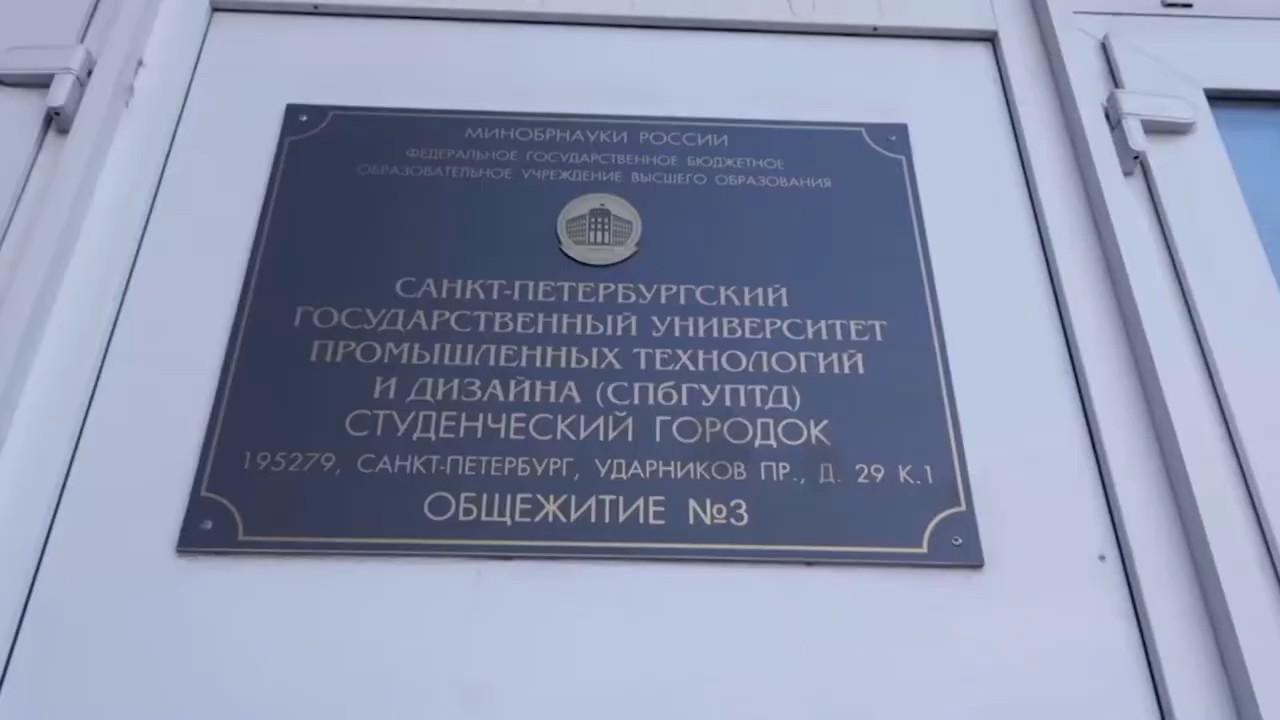 МИНОБРНАУКИ РОССИИ
ФЕДЕРАЛЬНОЕ ГОСУДАРСТВЕННОЕ БЮДЖЕТНОЕ
ОБРАЗОВАТЕЛЬНОЕ УЧРЕЖДЕНИЕ ВЫСШЕГО ОБРАЗОВАНИЯ
САНКТ-ПЕТЕРБУРГСКИЙ
ГОСУДАРСТВЕННЫЙ УНИВЕРСИТЕТ
ПРОМЫШЛЕННЫХ ТЕХНОЛОГИЙ
И ДИЗАЙНА (СПбГУПТД)
СТУДЕНЧЕСКИЙ ГОРОДОК
195279, САНКТ-ПЕТЕРБУРГ, УДАРНИКОВ ПР., Д. 29 К.1
ОБЩЕЖИТИЕ №3